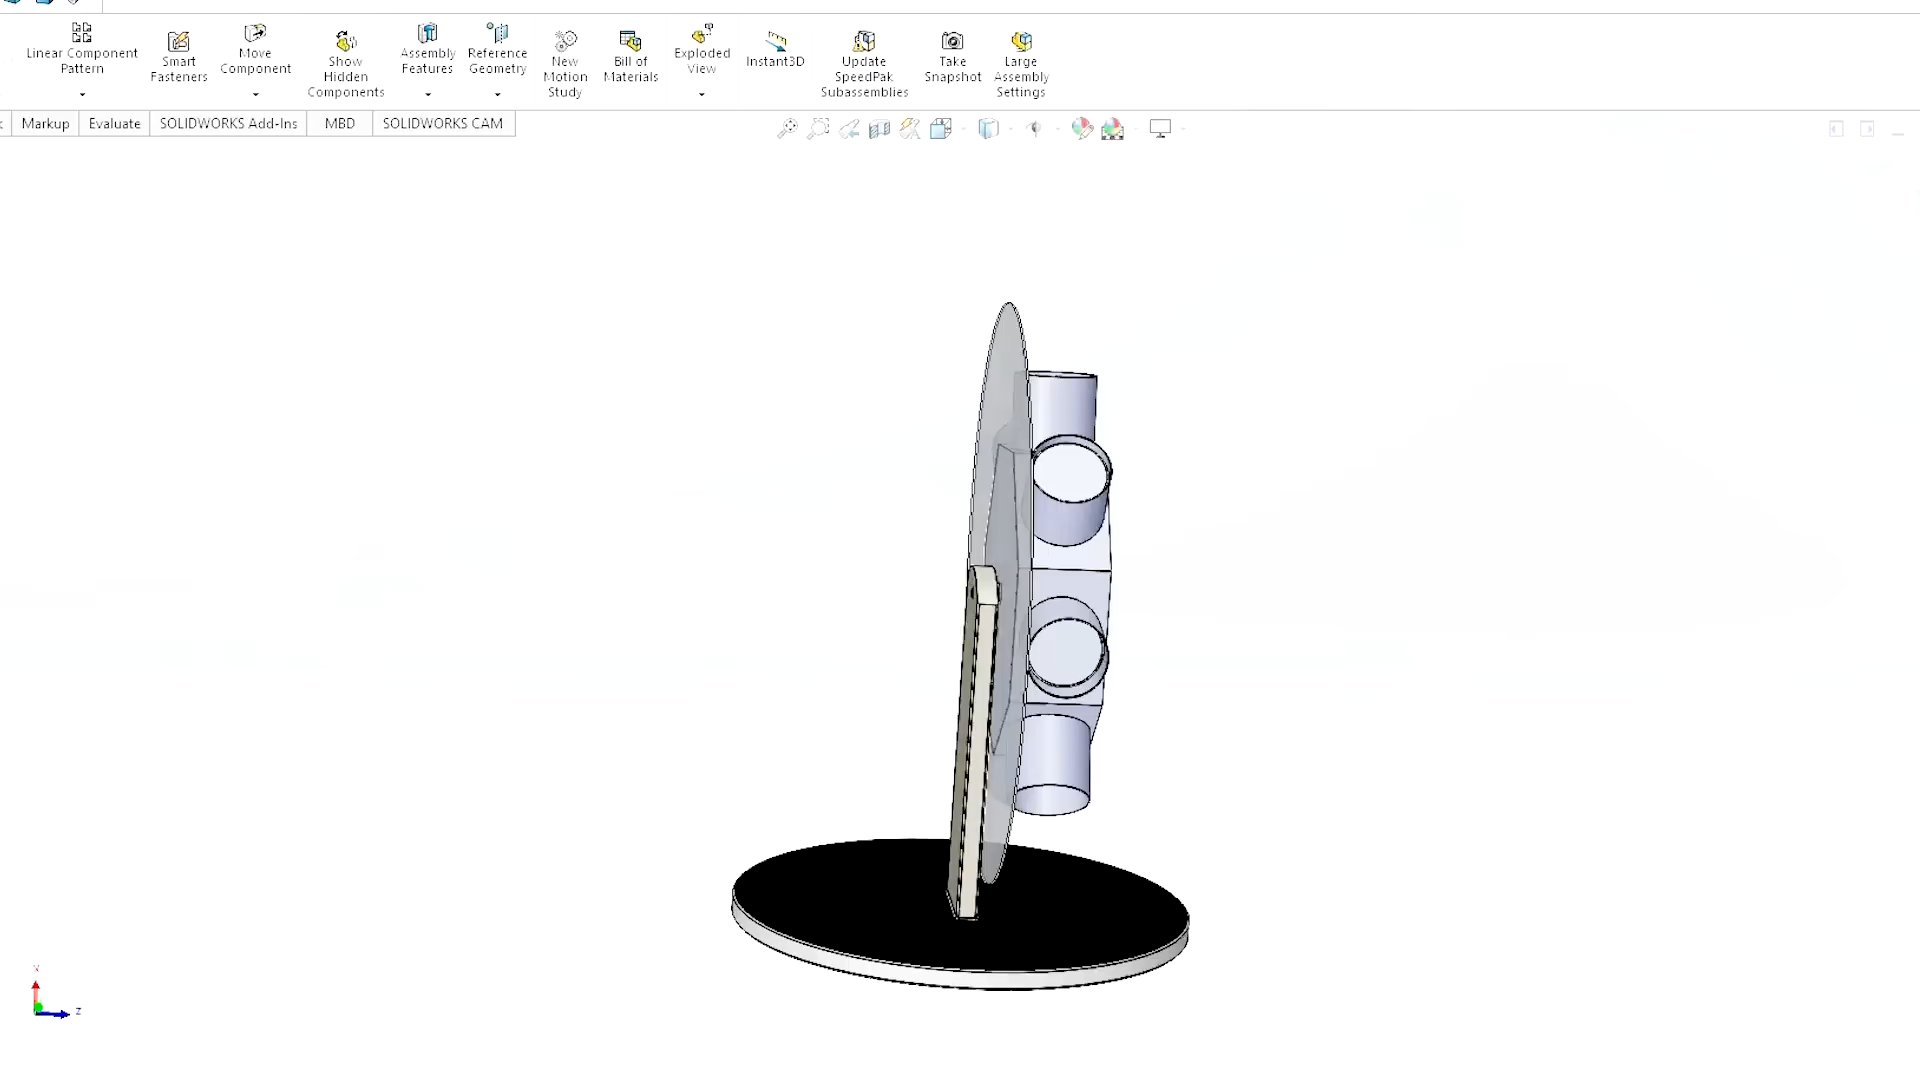 Linear Component
Pattern
Smart
Fasteners
Move
Component
Show
Hidden
Components
Assembly
Features
Reference
Geometry
New
Motion
Study
Bill of
Materials
Exploded
View
Instant3D
Update
SpeedPak
Subassemblies
Take
Snapshot
Large
Assembly
Settings
Markup
Evaluate
SOLIDWORKS Add-Ins
MBD
SOLIDWORKS CAM
X
Z